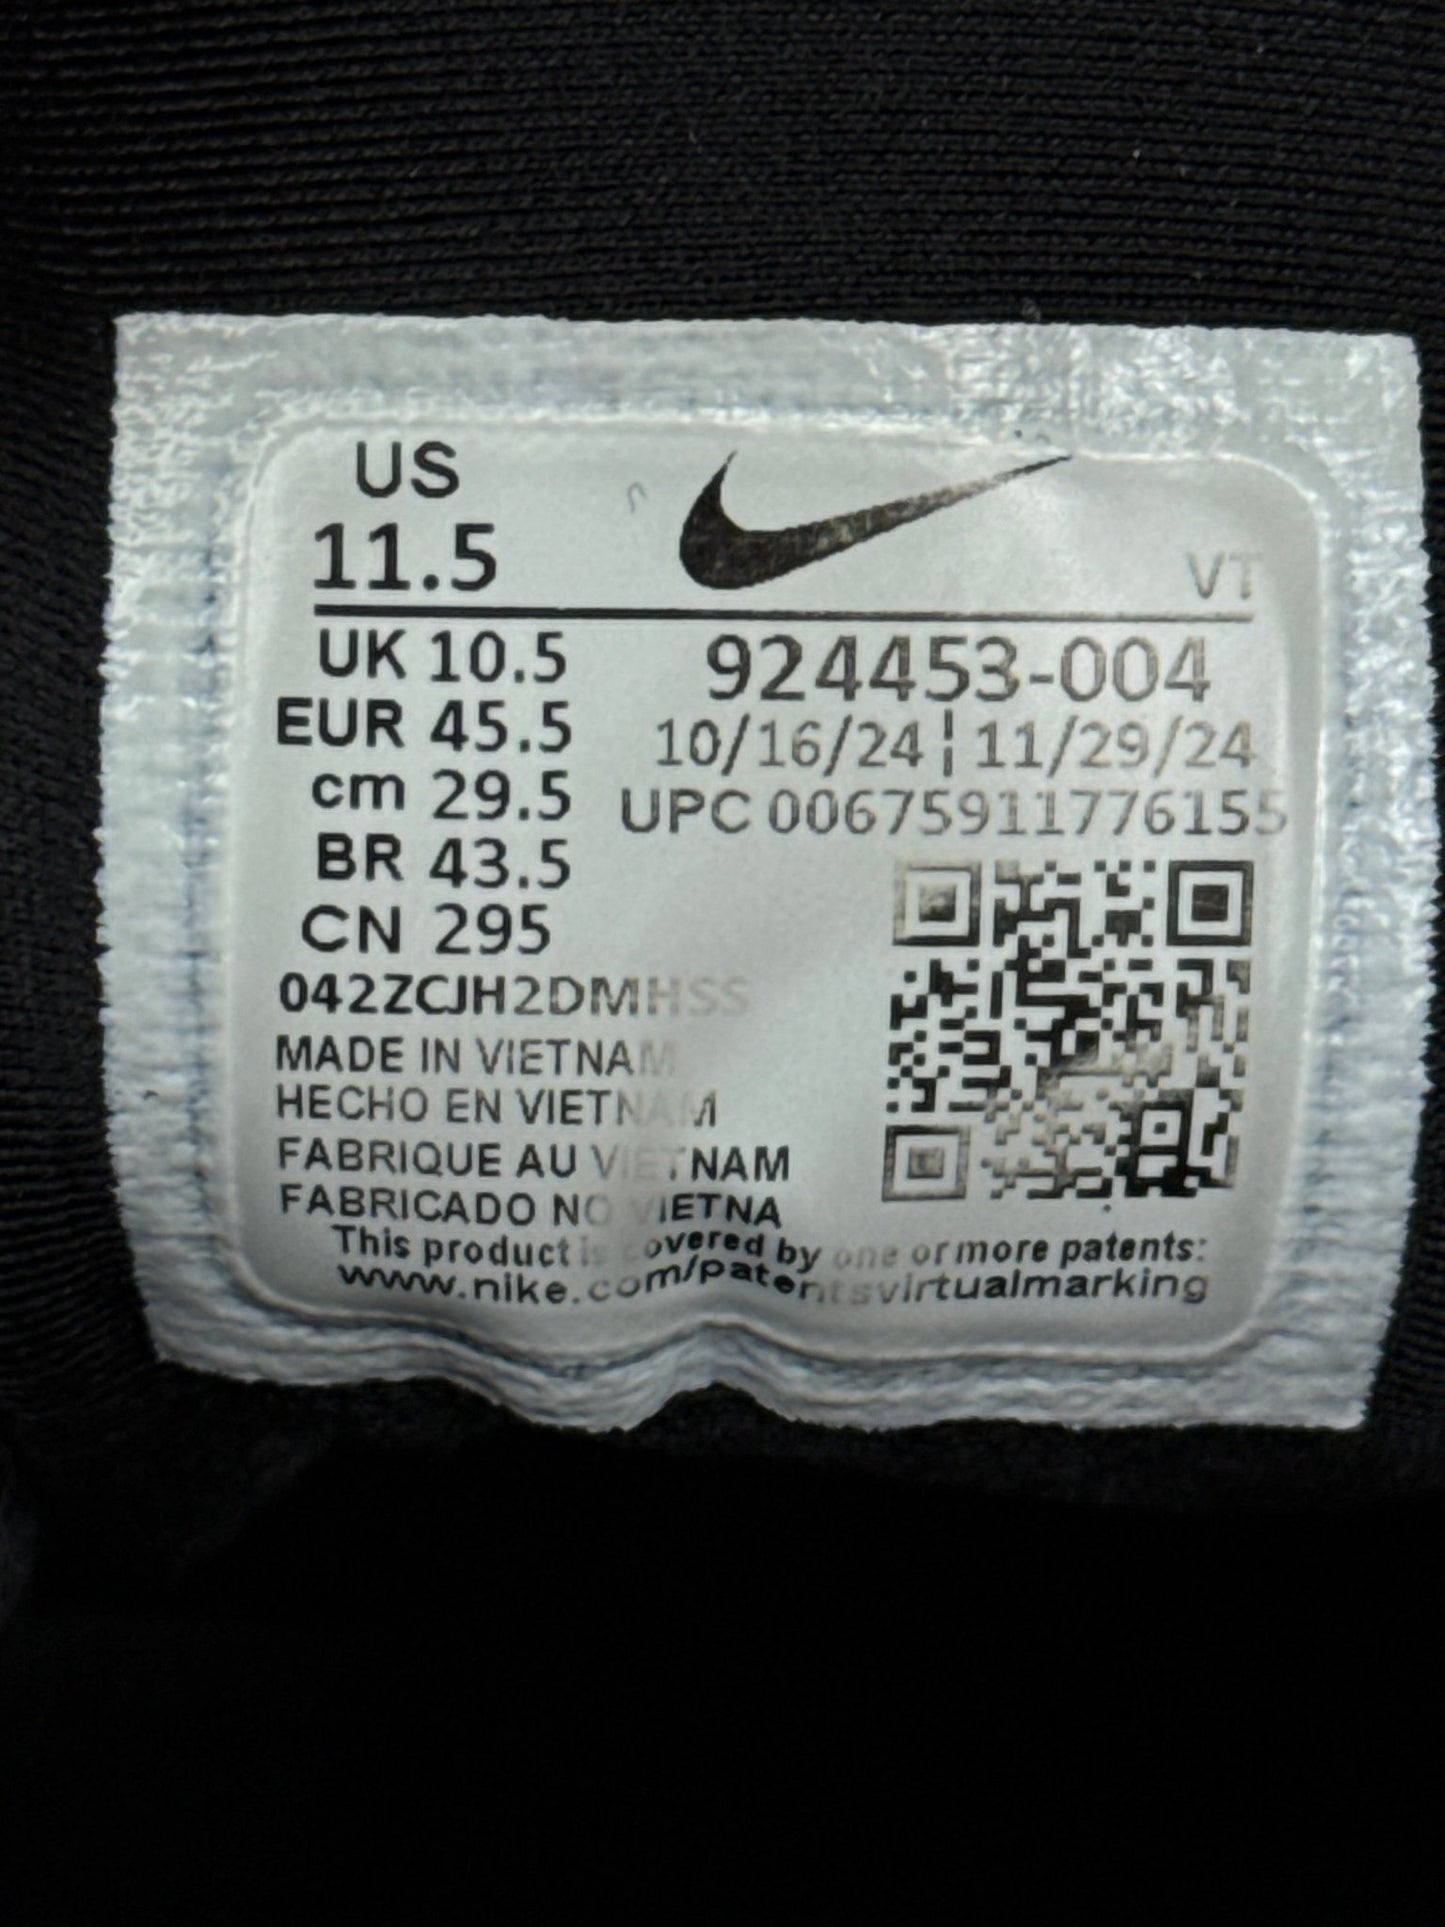 US
11.5
VT
UK 10.5
EUR 45.5
cm 29.5
BR 43.5
CN 295
924453-004
10/16/24 ¦ 11/29/24
UPC 00675911776155
042ZCJH2DMHSS
MADE IN VIETNAM
HECHO EN VIETNAM
FABRIQUE AU VIETNAM
FABRICADO NO VIETNA
This product is covered by one or more patents:
www.nike.com/patentsvirtualmarking